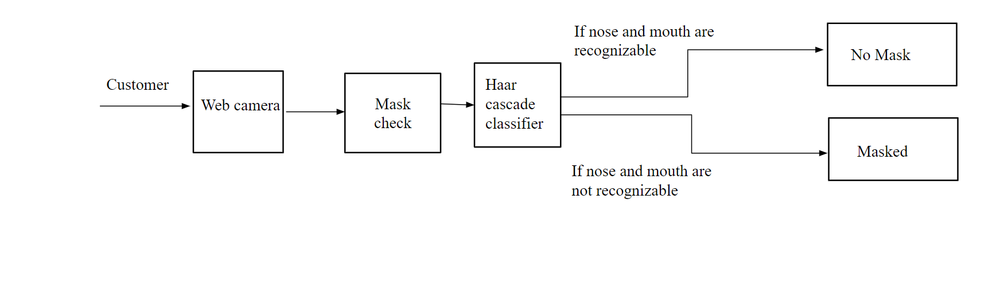 Customer
Web camera
Mask
check
Haar
cascade
classifier
If nose and mouth are
recognizable
No Mask
If nose and mouth are
not recognizable
Masked